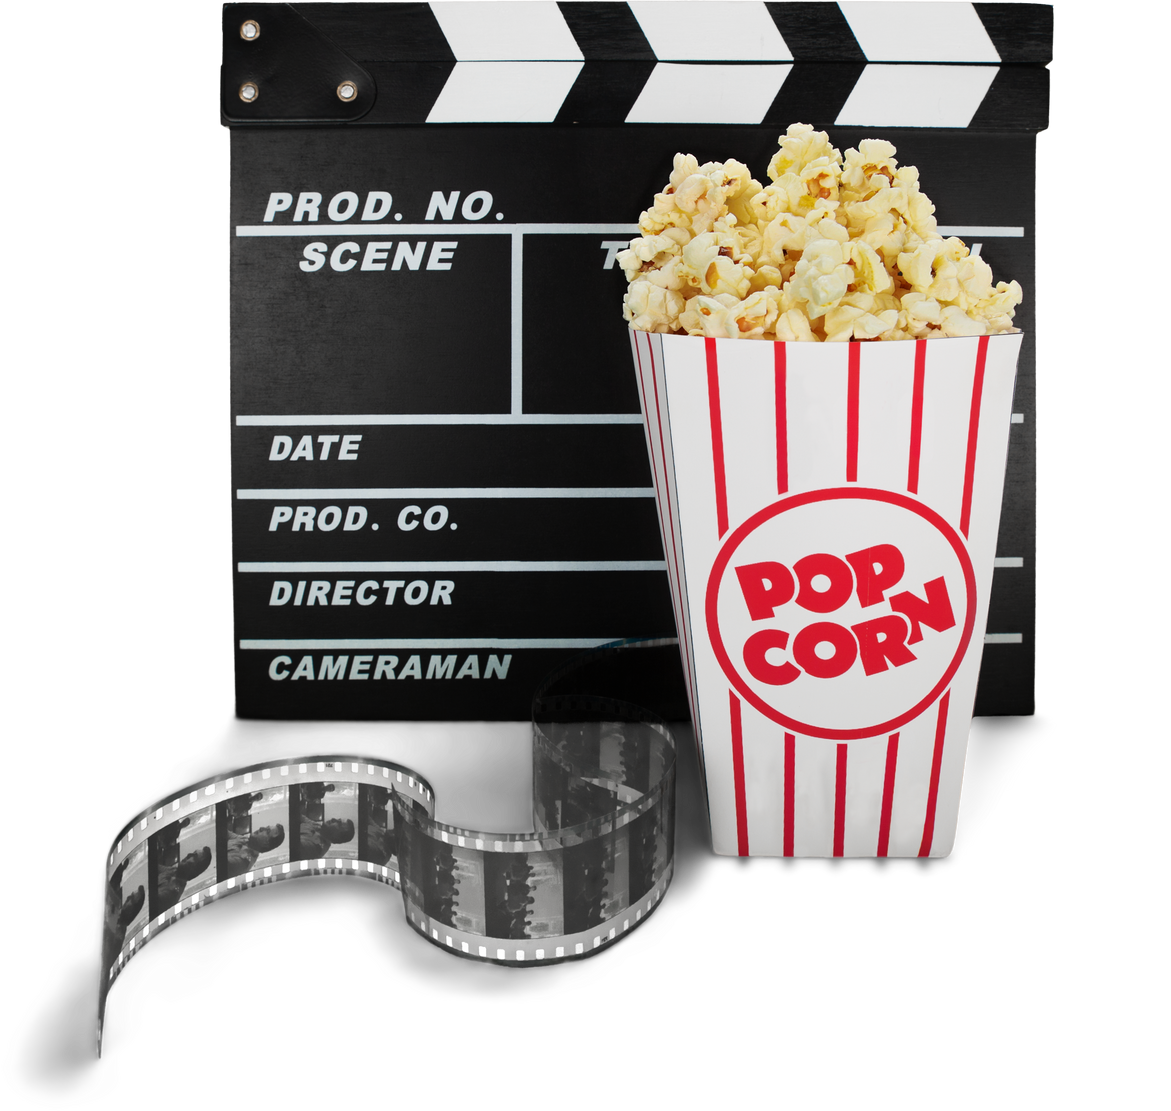 PROD. NO.
SCENE
DATE
PROD. CO.
DIRECTOR
CAMERAMAN
POP
CORN